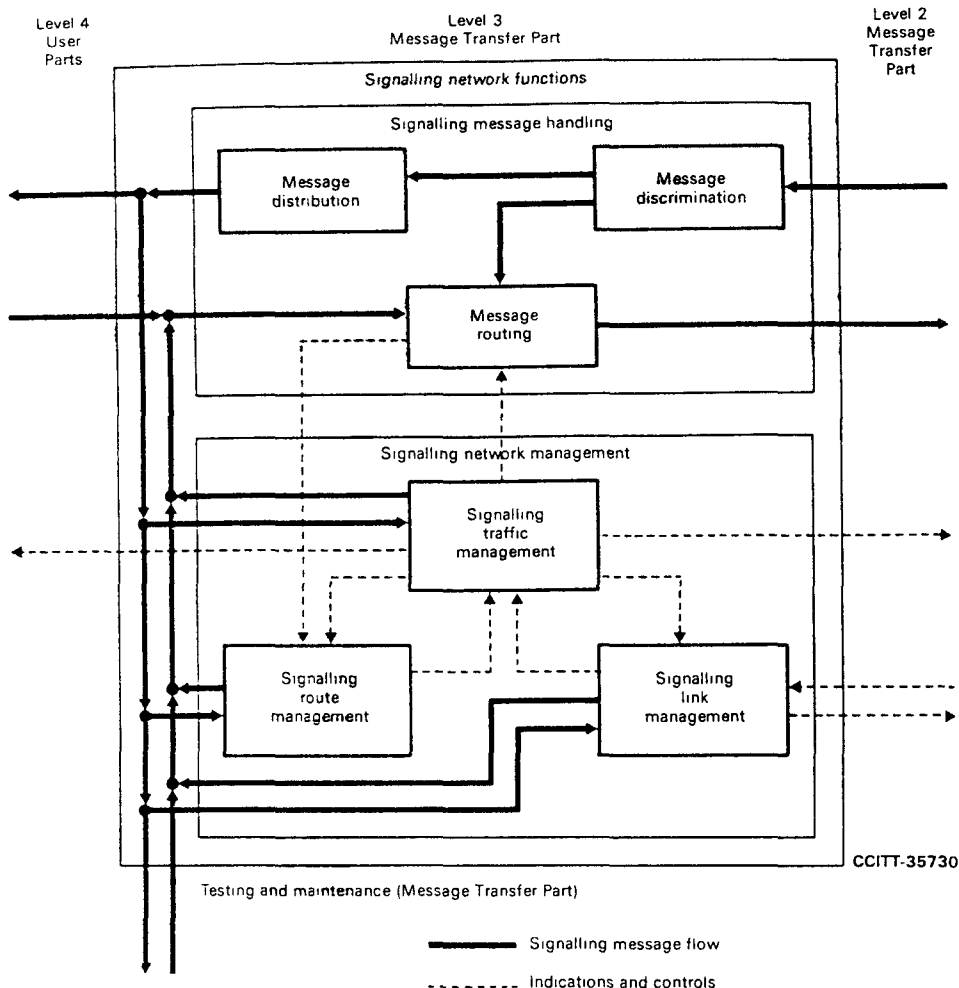 Level 4
User
Parts
Level 3
Message Transfer Part
Level 2
Message
Transfer
Part
Signalling network functions
Signalling message handling
Message
distribution
Message
discrimination
Message
routing
Signalling network management
Signalling
traffic
management
Signalling
route
management
Signalling
link
management
CCITT-35730
Testing and maintenance (Message Transfer Part)
Signalling message flow
Indications and controls